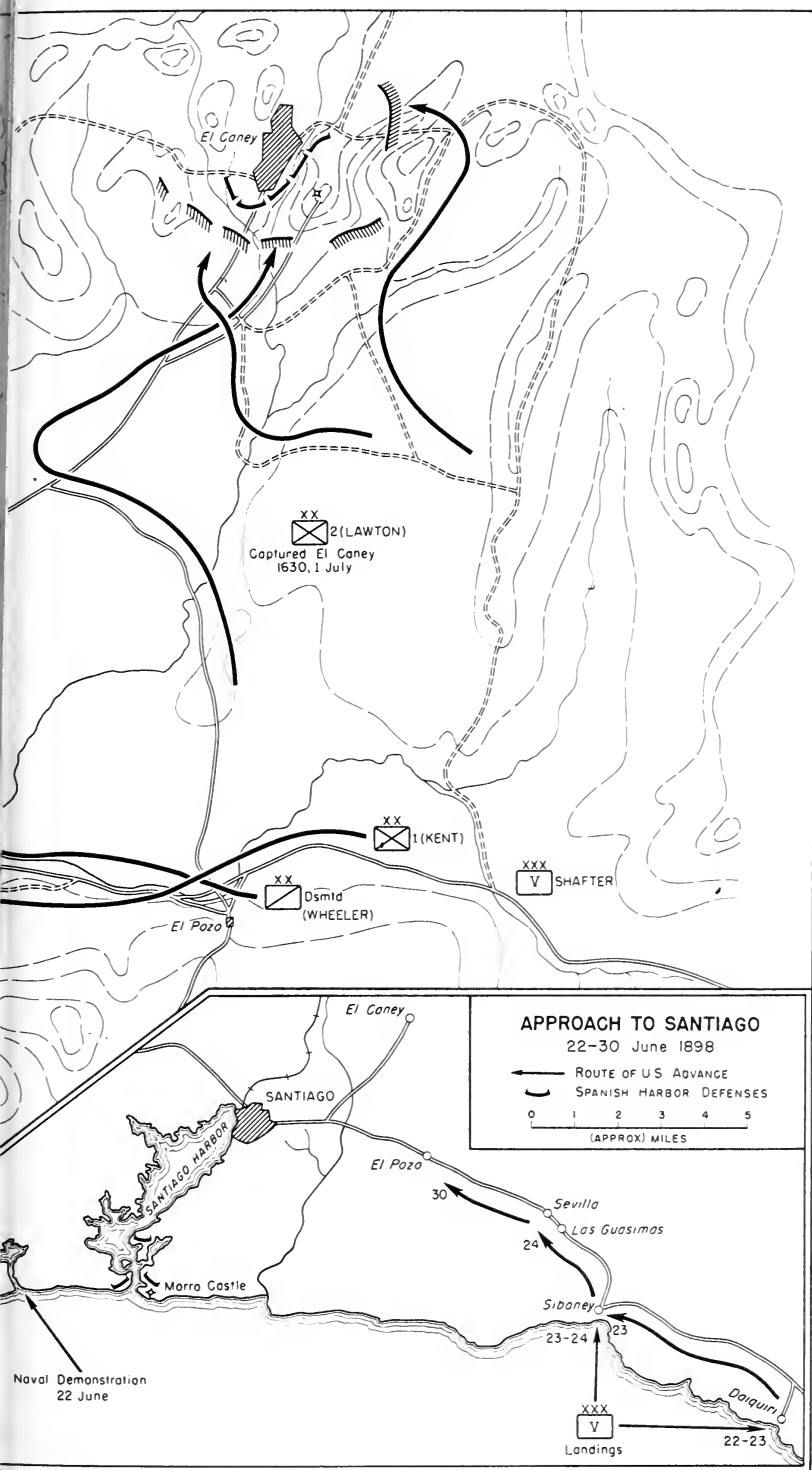 El Caney
XX
2(LAWTON)
Captured El Caney
1630, 1 July
XX
1(KENT)
XXX
V SHAFTER
XX
Dsmtd
(WHEELER)
El Pozo
APPROACH TO SANTIAGO
22-30 June 1898
ROUTE OF US ADVANCE
SPANISH HARBOR DEFENSES
0 1 2 3 4 5
(APPROX) MILES
El Caney
SANTIAGO
SANTIAGO HARBOR
El Pozo
30
Sevilla
Las Guasimas
24
Morro Castle
Siboney
23-24
23
Naval Demonstration
22 June
Daiquiri
XXX
V
Landings
22-23